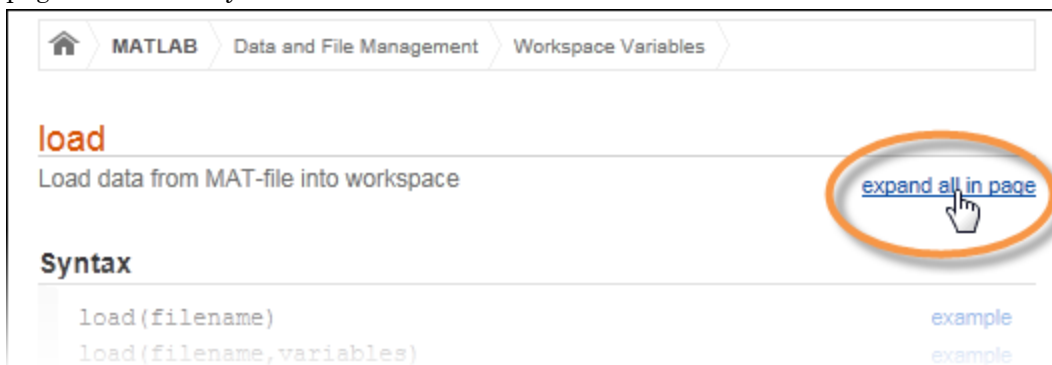 MATLAB Data and File Management Workspace Variables
load
Load data from MAT-file into workspace
expand all in page
Syntax
load(filename) example
load(filename,variables) example